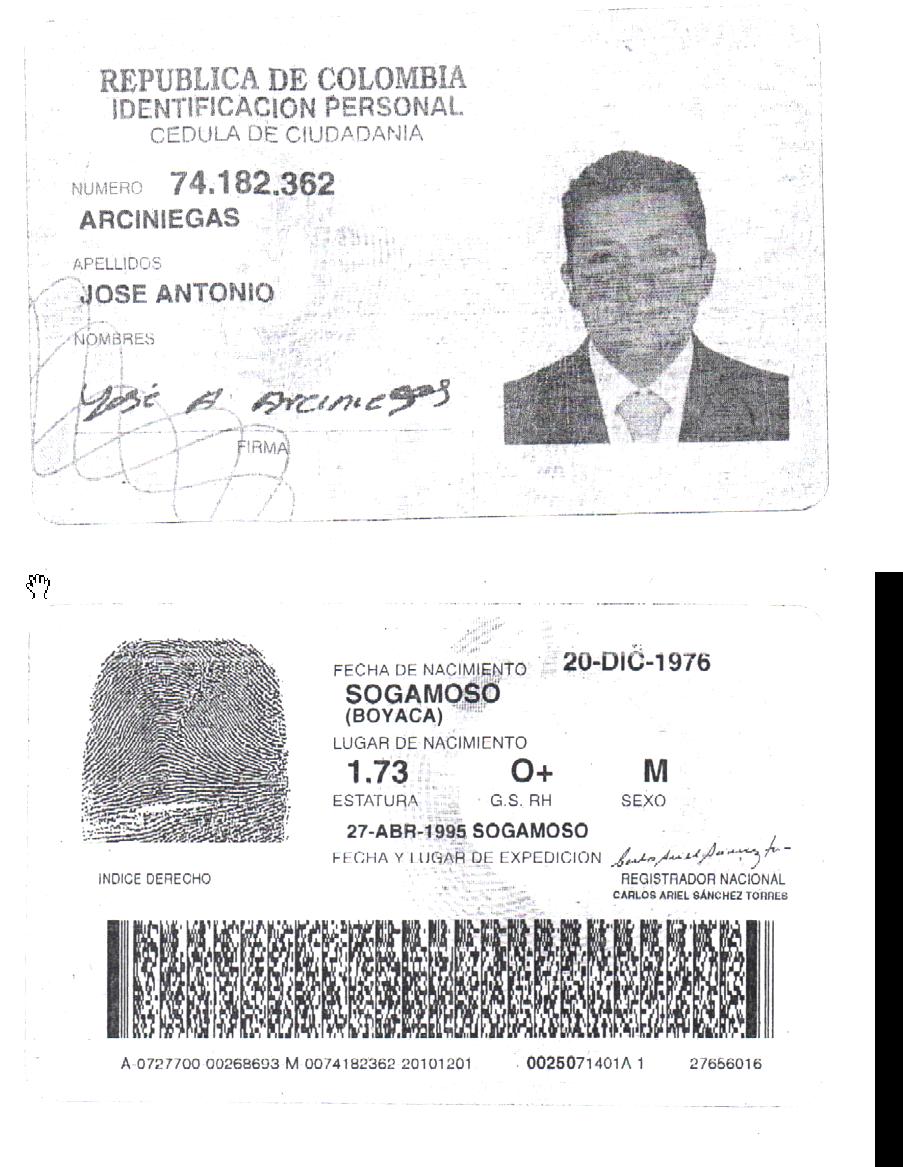 REPUBLICA DE COLOMBIA
IDENTIFICACION PERSONAL
CEDULA DE CIUDADANIA
NUMERO 74.182.362
ARCINIEGAS
APELLIDOS
JOSE ANTONIO
NOMBRES
José A Arciniegas
FIRMA
FECHA DE NACIMIENTO 20-DIC-1976
SOGAMOSO
(BOYACA)
LUGAR DE NACIMIENTO
1.73 O+ M
ESTATURA G.S. RH SEXO
27-ABR-1995 SOGAMOSO
FECHA Y LUGAR DE EXPEDICION
INDICE DERECHO
REGISTRADOR NACIONAL
CARLOS ARIEL SÁNCHEZ TORRES
A-0727700-00268693-M-0074182362-20101201 0025071401A 1 27656016